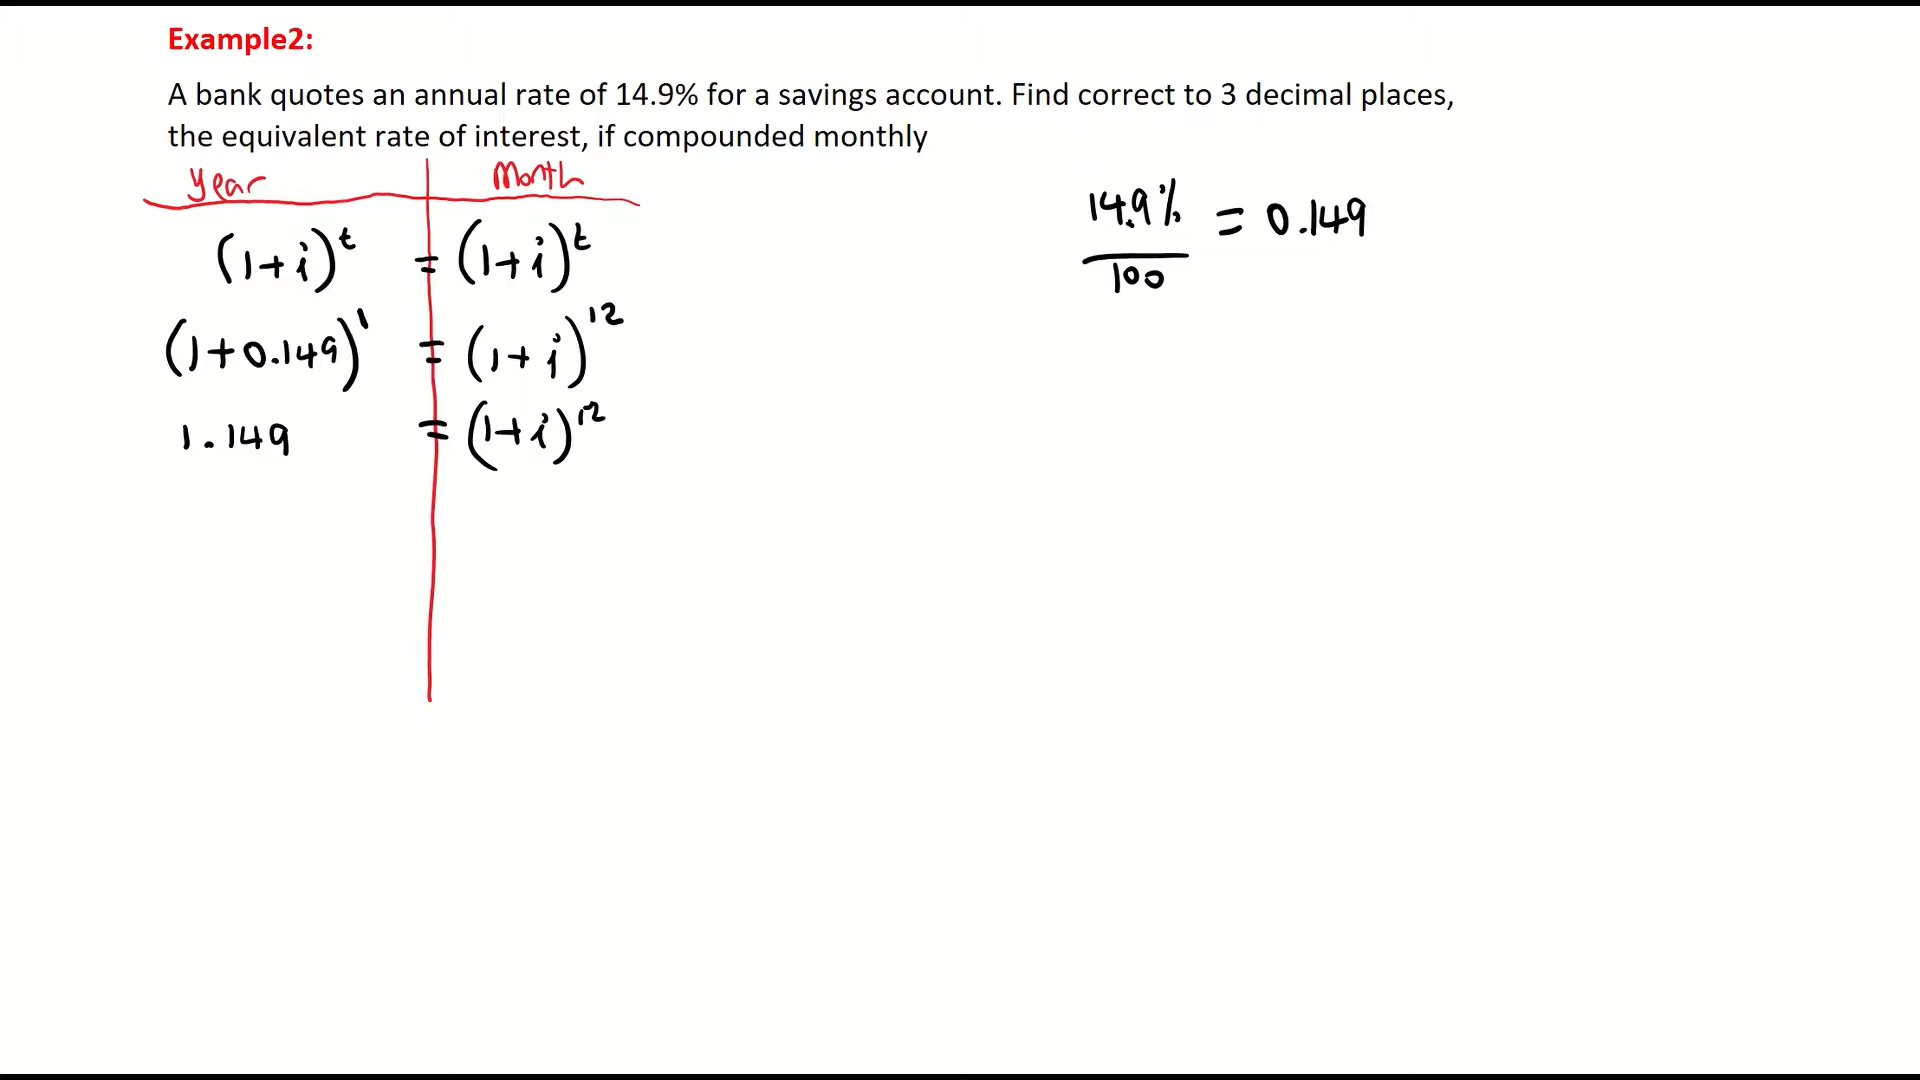 Example2:
A bank quotes an annual rate of 14.9% for a savings account. Find correct to 3 decimal places,
the equivalent rate of interest, if compounded monthly
Year Month
(1+i)^t = (1+i)^t
(1+0.149)^1 = (1+i)^12
1.149 = (1+i)^12
14.9%
100
= 0.149